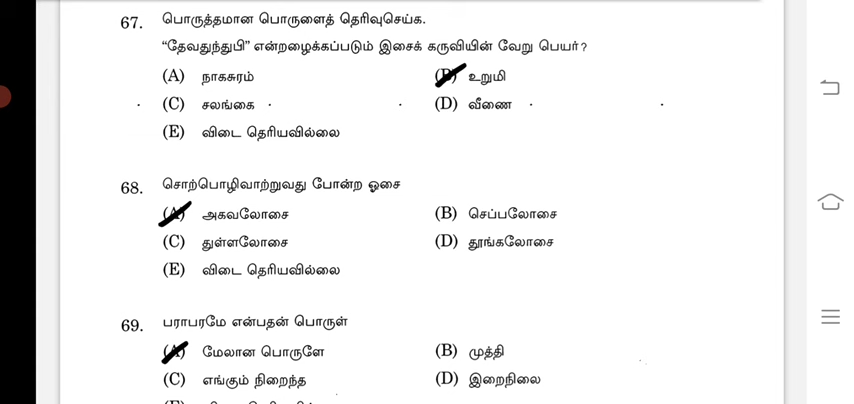 67. பொருத்தமான பொருளைத் தெரிவுசெய்க.
“தேவதுந்துபி” என்றழைக்கப்படும் இசைக் கருவியின் வேறு பெயர்?
(A) நாகசுரம் (B) உறுமி
(C) சலங்கை (D) வீணை
(E) விடை தெரியவில்லை
68. சொற்பொழிவாற்றுவது போன்ற ஓசை
(A) அகவலோசை (B) செப்பலோசை
(C) துள்ளலோசை (D) தூங்கலோசை
(E) விடை தெரியவில்லை
69. பராபரமே என்பதன் பொருள்
(A) மேலான பொருளே (B) முத்தி
(C) எங்கும் நிறைந்த (D) இறைநிலை